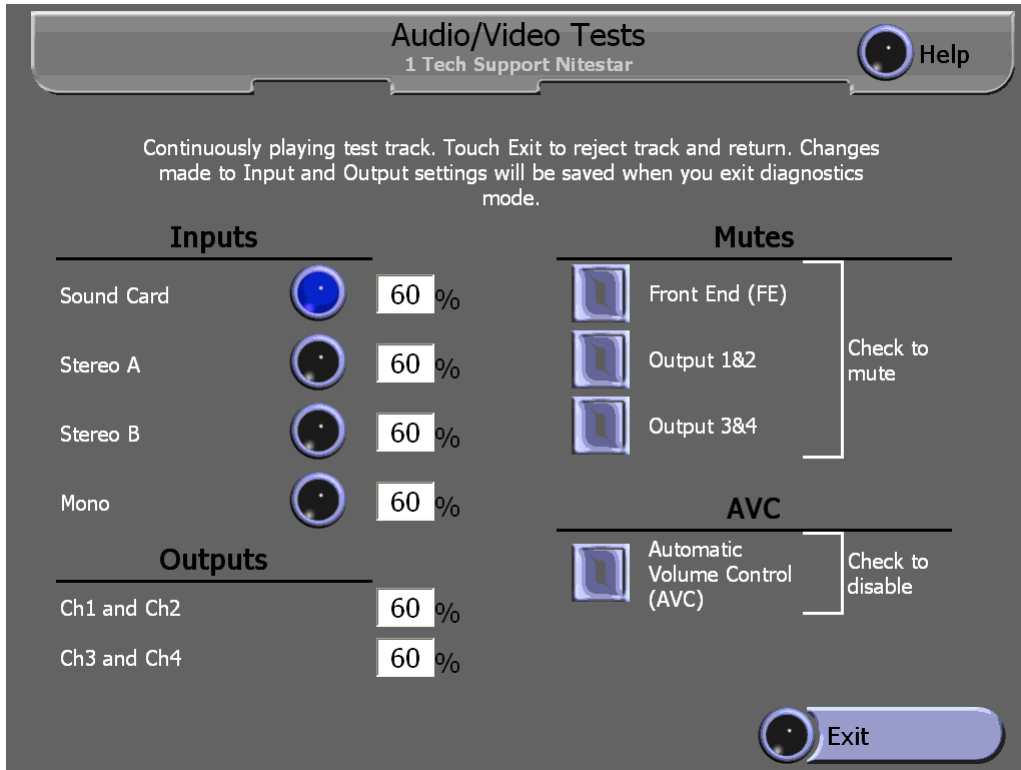 Audio/Video Tests
1 Tech Support Nitestar
Help
Continuously playing test track. Touch Exit to reject track and return. Changes
made to Input and Output settings will be saved when you exit diagnostics
mode.
Inputs
Sound Card 60 %
Stereo A 60 %
Stereo B 60 %
Mono 60 %
Outputs
Ch1 and Ch2 60 %
Ch3 and Ch4 60 %
Mutes
Front End (FE)
Output 1&2
Output 3&4
Check to
mute
AVC
Automatic
Volume Control
(AVC)
Check to
disable
Exit